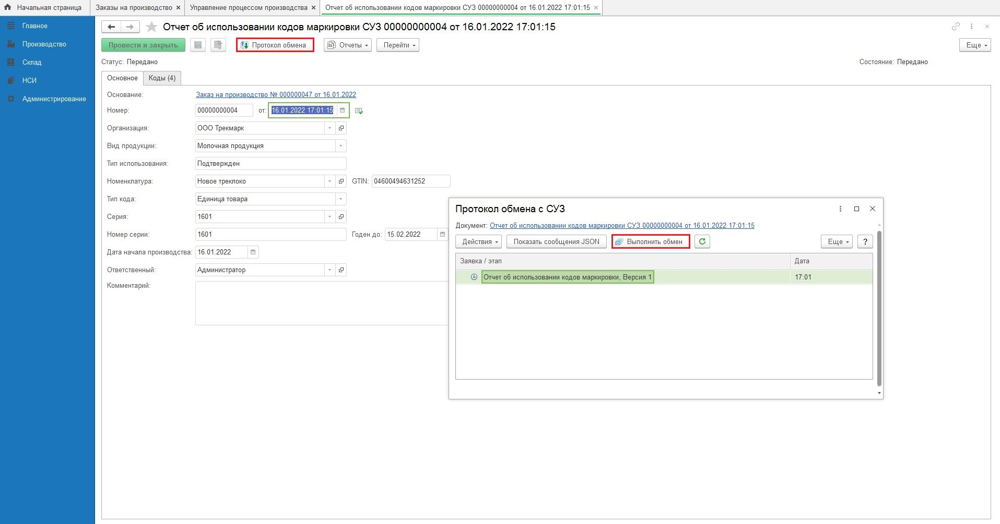 Начальная страница Заказы на производство Управление процессом производства Отчет об использовании кодов маркировки СУЗ 00000000004 от 16.01.2022 17:01:15
Главное
Производство
Склад
НСИ
Администрирование
Отчет об использовании кодов маркировки СУЗ 00000000004 от 16.01.2022 17:01:15
Провести и закрыть Протокол обмена Отчеты Перейти Еще
Статус: Передано Состояние: Передано
Основное Коды (4)
Основание: Заказ на производство № 000000047 от 16.01.2022
Номер: 00000000004 от: 16.01.2022 17:01:15
Организация: ООО Трекмарк
Вид продукции: Молочная продукция
Тип использования: Подтвержден
Номенклатура: Новое треклоко GTIN: 04600494631252
Тип кода: Единица товара
Серия: 1601
Номер серии: 1601 Годен до: 15.02.2022
Дата начала производства: 16.01.2022
Ответственный: Администратор
Комментарий:
Протокол обмена с СУЗ
Документ: Отчет об использовании кодов маркировки СУЗ 00000000004 от 16.01.2022 17:01:15
Действия Показать сообщения JSON Выполнить обмен Еще ?
Заявка / этап Дата
Отчет об использовании кодов маркировки, Версия 1 17:01